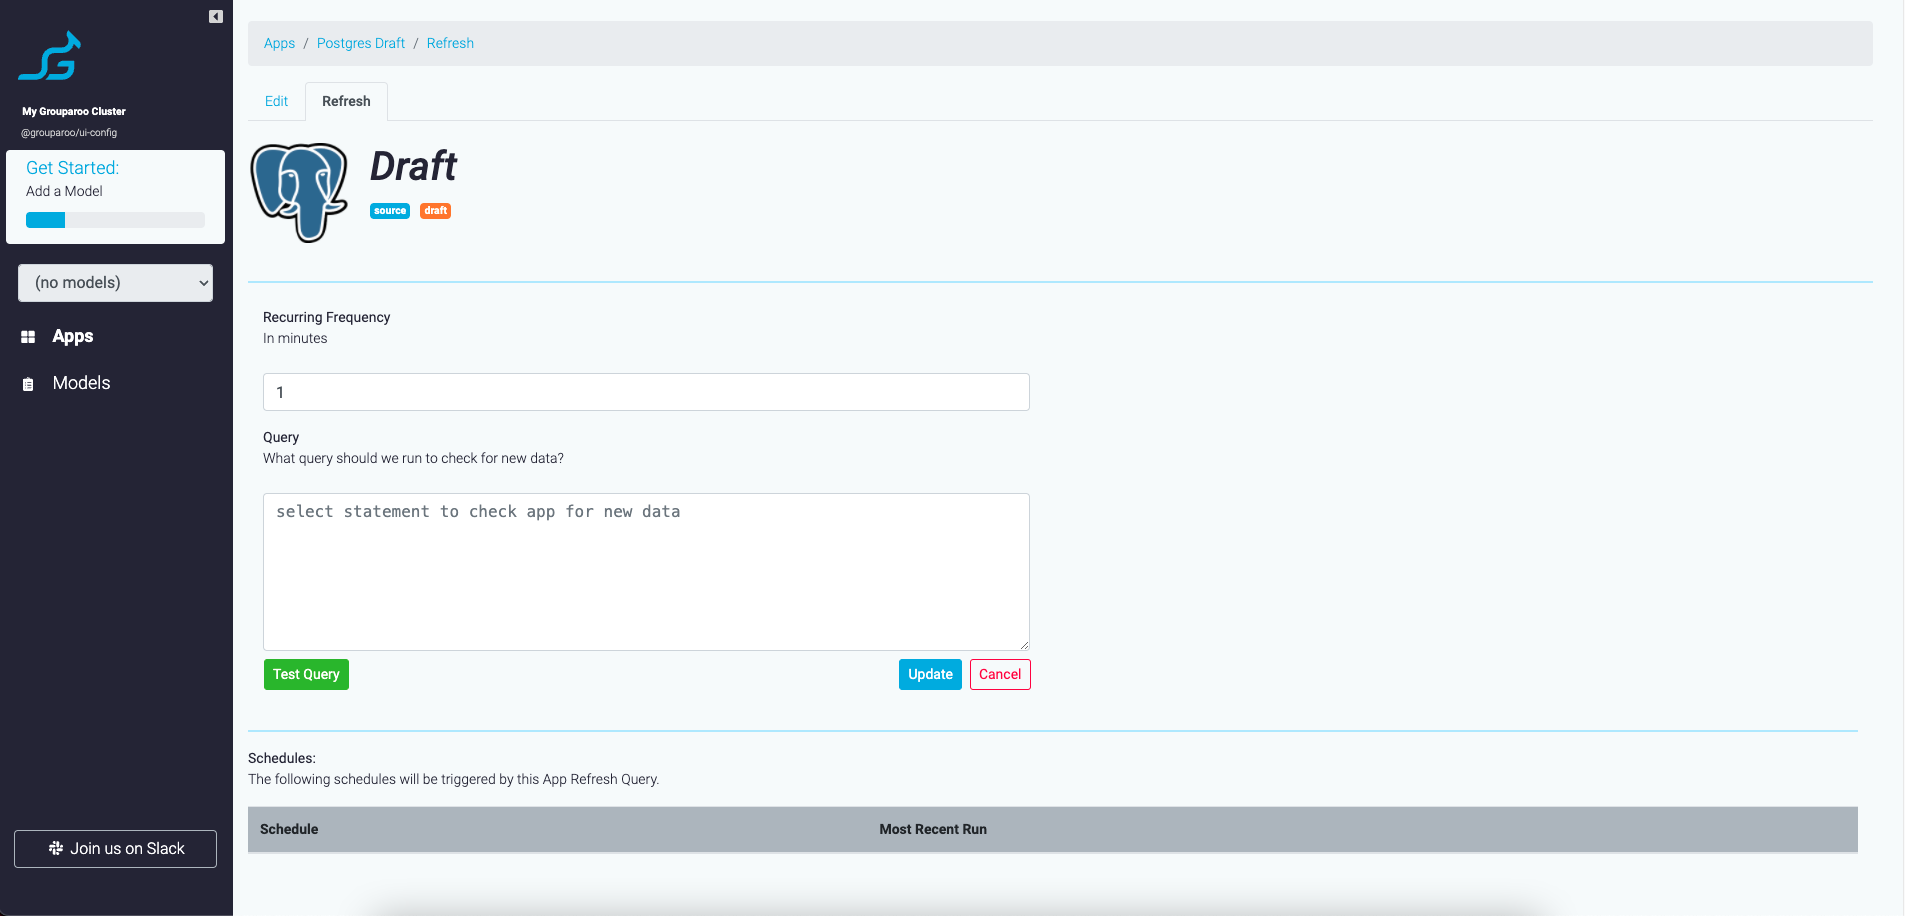 My Grouparoo Cluster
@grouparoo/ui-config
Get Started:
Add a Model
(no models)
Apps
Models
Join us on Slack
Apps / Postgres Draft / Refresh
Edit Refresh
Draft
source draft
Recurring Frequency
In minutes
1
Query
What query should we run to check for new data?
select statement to check app for new data
Test Query Update Cancel
Schedules:
The following schedules will be triggered by this App Refresh Query.
Schedule Most Recent Run